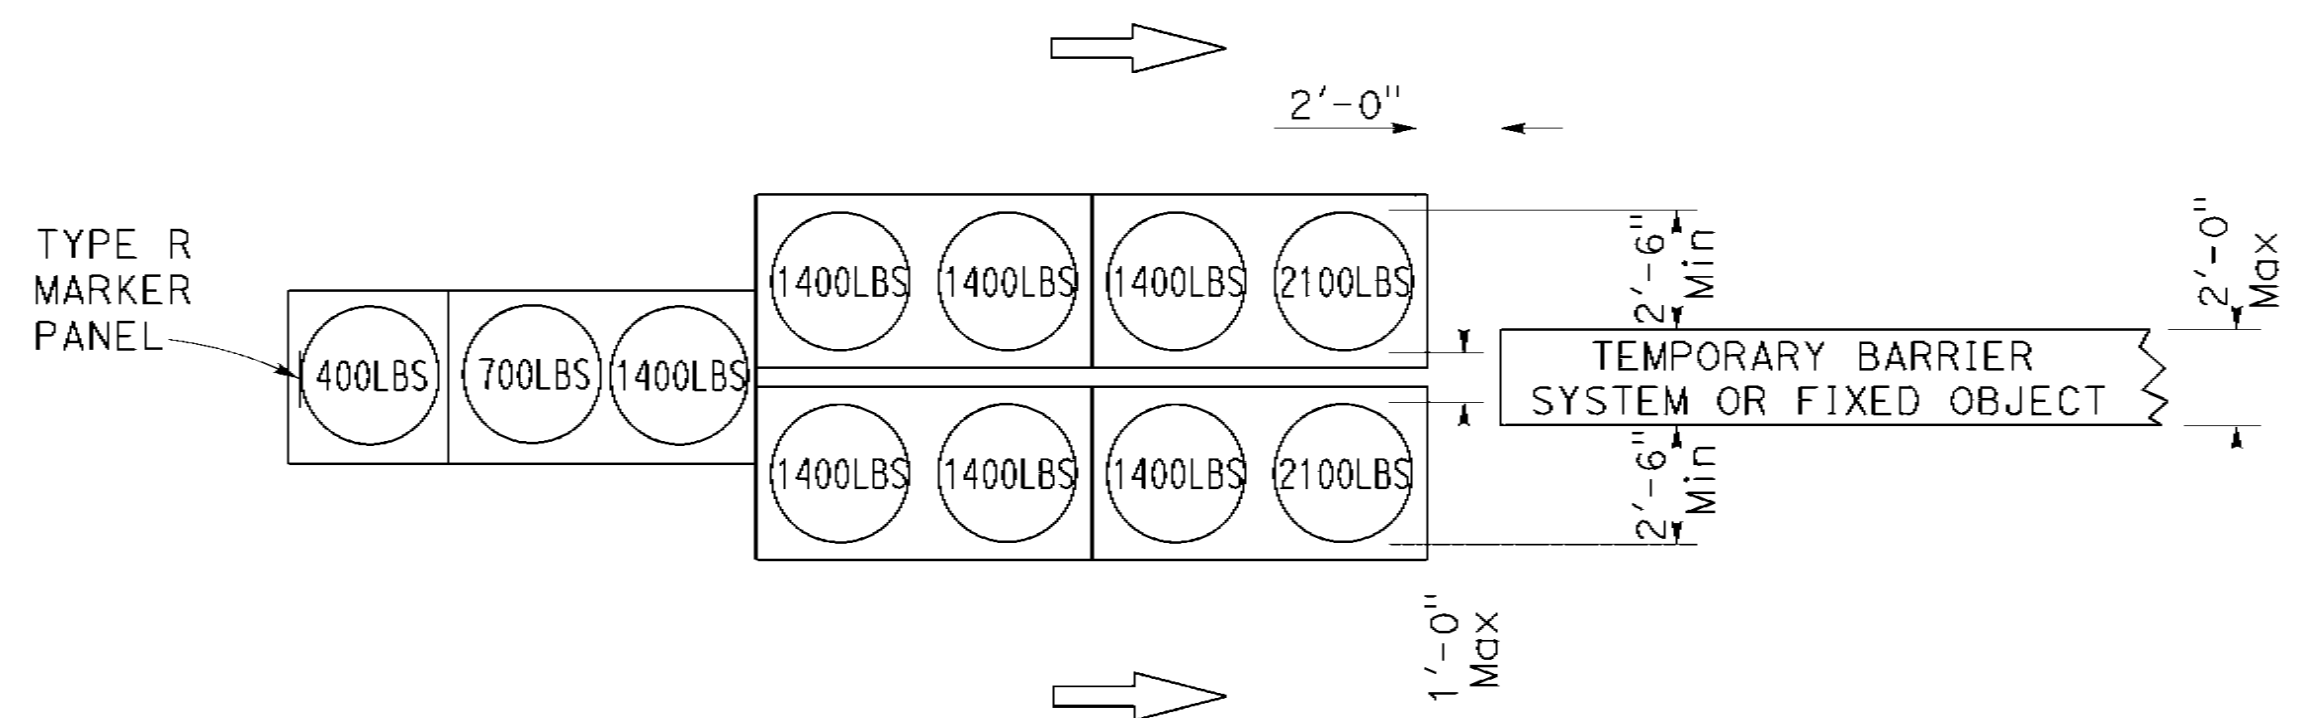 2'-0"
TYPE R
MARKER
PANEL
400LBS
700LBS
1400LBS
1400LBS
1400LBS
1400LBS
2100LBS
1400LBS
1400LBS
1400LBS
2100LBS
2'-6"
Min
2'-0"
Max
TEMPORARY BARRIER
SYSTEM OR FIXED OBJECT
2'-6"
Min
1'-0"
Max